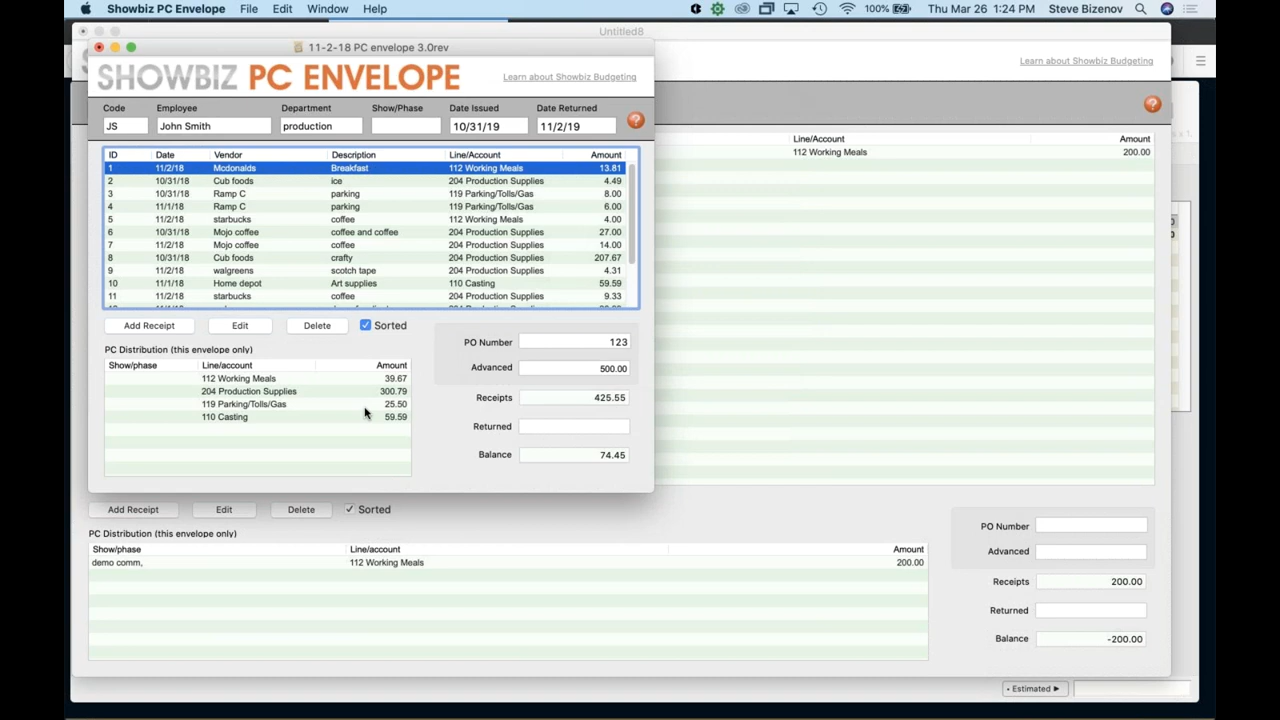 Showbiz PC Envelope File Edit Window Help 100% Thu Mar 26 1:24 PM Steve Bizenov
Untitled8
11-2-18 PC envelope 3.0rev
SHOWBIZ PC ENVELOPE Learn about Showbiz Budgeting
Learn about Showbiz Budgeting
Code Employee Department Show/Phase Date Issued Date Returned
JS John Smith production 10/31/19 11/2/19 ?
?
Line/Account Amount
112 Working Meals 200.00
ID Date Vendor Description Line/Account Amount
1 11/2/18 Mcdonalds Breakfast 112 Working Meals 13.81
2 10/31/18 Cub foods ice 204 Production Supplies 4.49
3 10/31/18 Ramp C parking 119 Parking/Tolls/Gas 8.00
4 11/1/18 Ramp C parking 119 Parking/Tolls/Gas 6.00
5 11/2/18 starbucks coffee 112 Working Meals 4.00
6 10/31/18 Mojo coffee coffee and coffee 204 Production Supplies 27.00
7 11/2/18 Mojo coffee coffee 204 Production Supplies 14.00
8 10/31/18 Cub foods crafty 204 Production Supplies 207.67
9 11/2/18 walgreens scotch tape 204 Production Supplies 4.31
10 11/1/18 Home depot Art supplies 110 Casting 59.59
11 11/2/18 starbucks coffee 204 Production Supplies 9.33
Add Receipt Edit Delete Sorted
PC Distribution (this envelope only)
Show/phase Line/account Amount
112 Working Meals 39.67
204 Production Supplies 300.79
119 Parking/Tolls/Gas 25.50
110 Casting 59.59
PO Number 123
Advanced 500.00
Receipts 425.55
Returned
Balance 74.45
Add Receipt Edit Delete Sorted
PC Distribution (this envelope only)
Show/phase Line/account Amount
demo comm, 112 Working Meals 200.00
PO Number
Advanced
Receipts 200.00
Returned
Balance -200.00
• Estimated ▶